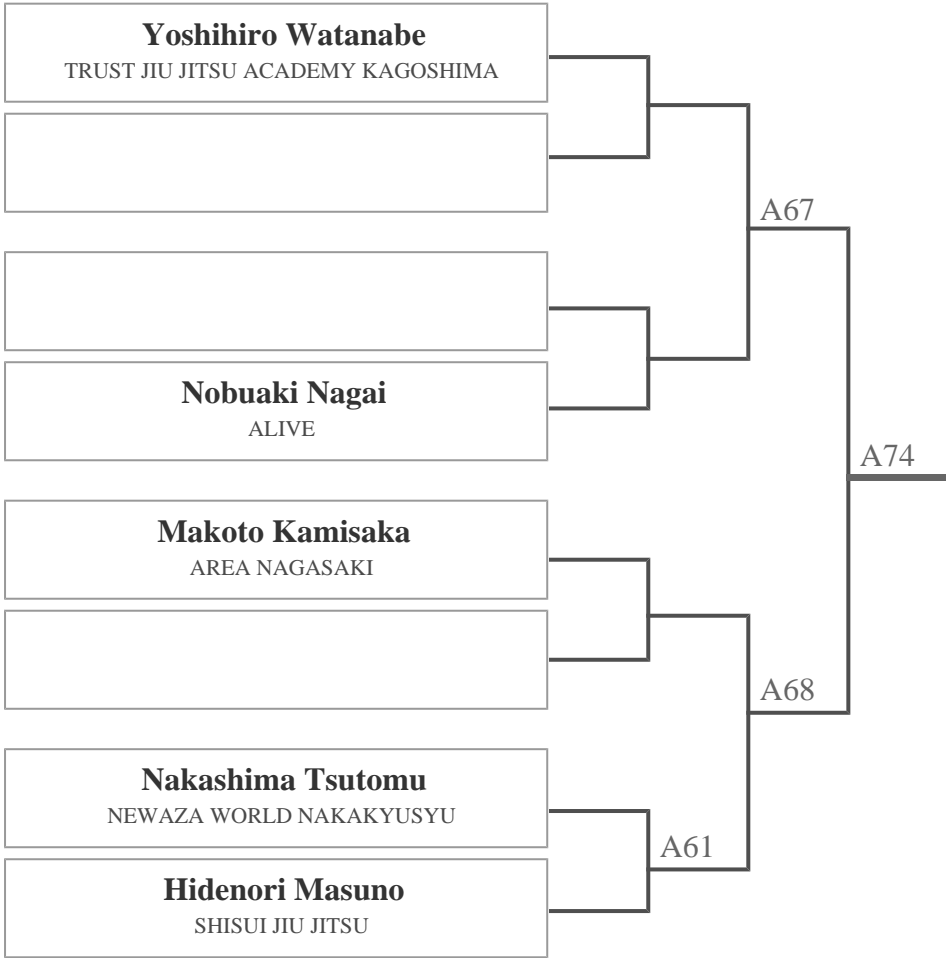 Yoshihiro Watanabe
TRUST JIU JITSU ACADEMY KAGOSHIMA
A67
Nobuaki Nagai
ALIVE
A74
Makoto Kamisaka
AREA NAGASAKI
A68
Nakashima Tsutomu
NEWAZA WORLD NAKAKYUSYU
A61
Hidenori Masuno
SHISUI JIU JITSU